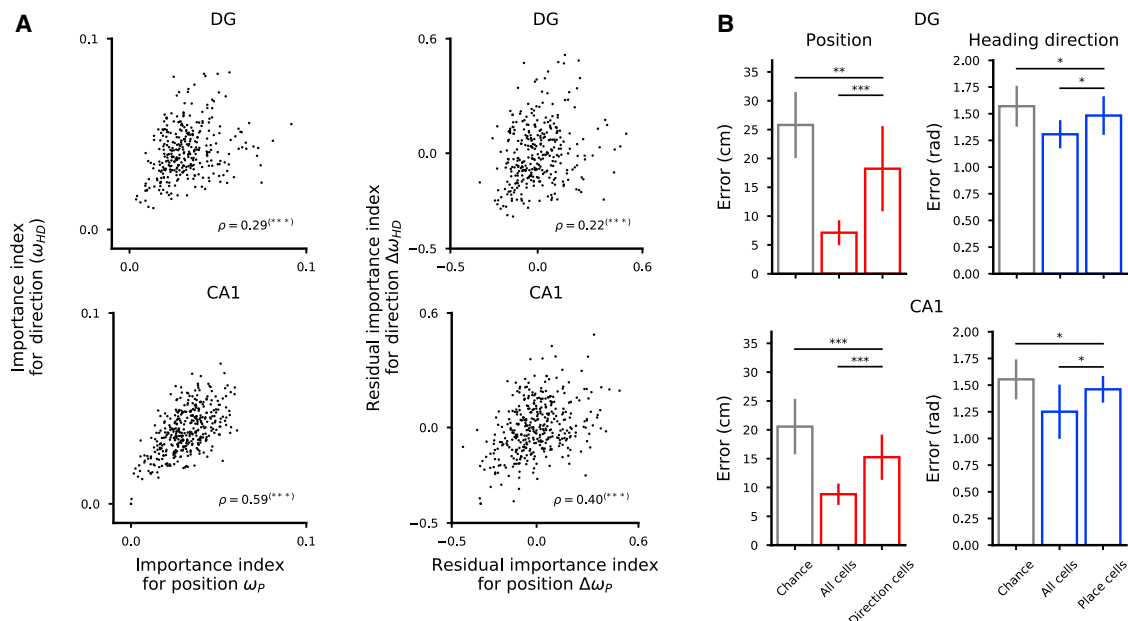 A
DG
0.1
0.0
0.0
0.1
ρ = 0.29(***)
Importance index
for direction (ωHD)
CA1
0.1
0.0
0.0
0.1
ρ = 0.59(***)
Importance index
for position ωP
DG
0.6
0.0
−0.5
−0.5
0.0
0.6
ρ = 0.22(***)
Residual importance index
for direction ΔωHD
CA1
0.6
0.0
−0.5
−0.5
0.0
0.6
ρ = 0.40(***)
Residual importance index
for position ΔωP
B
DG
Position
Error (cm)
35
30
25
20
15
10
5
0
**
***
Heading direction
Error (rad)
2.00
1.75
1.50
1.25
1.00
0.75
0.50
0.25
0.00
*
*
CA1
Error (cm)
35
30
25
20
15
10
5
0
***
***
Chance
All cells
Direction cells
Error (rad)
2.00
1.75
1.50
1.25
1.00
0.75
0.50
0.25
0.00
*
*
Chance
All cells
Place cells